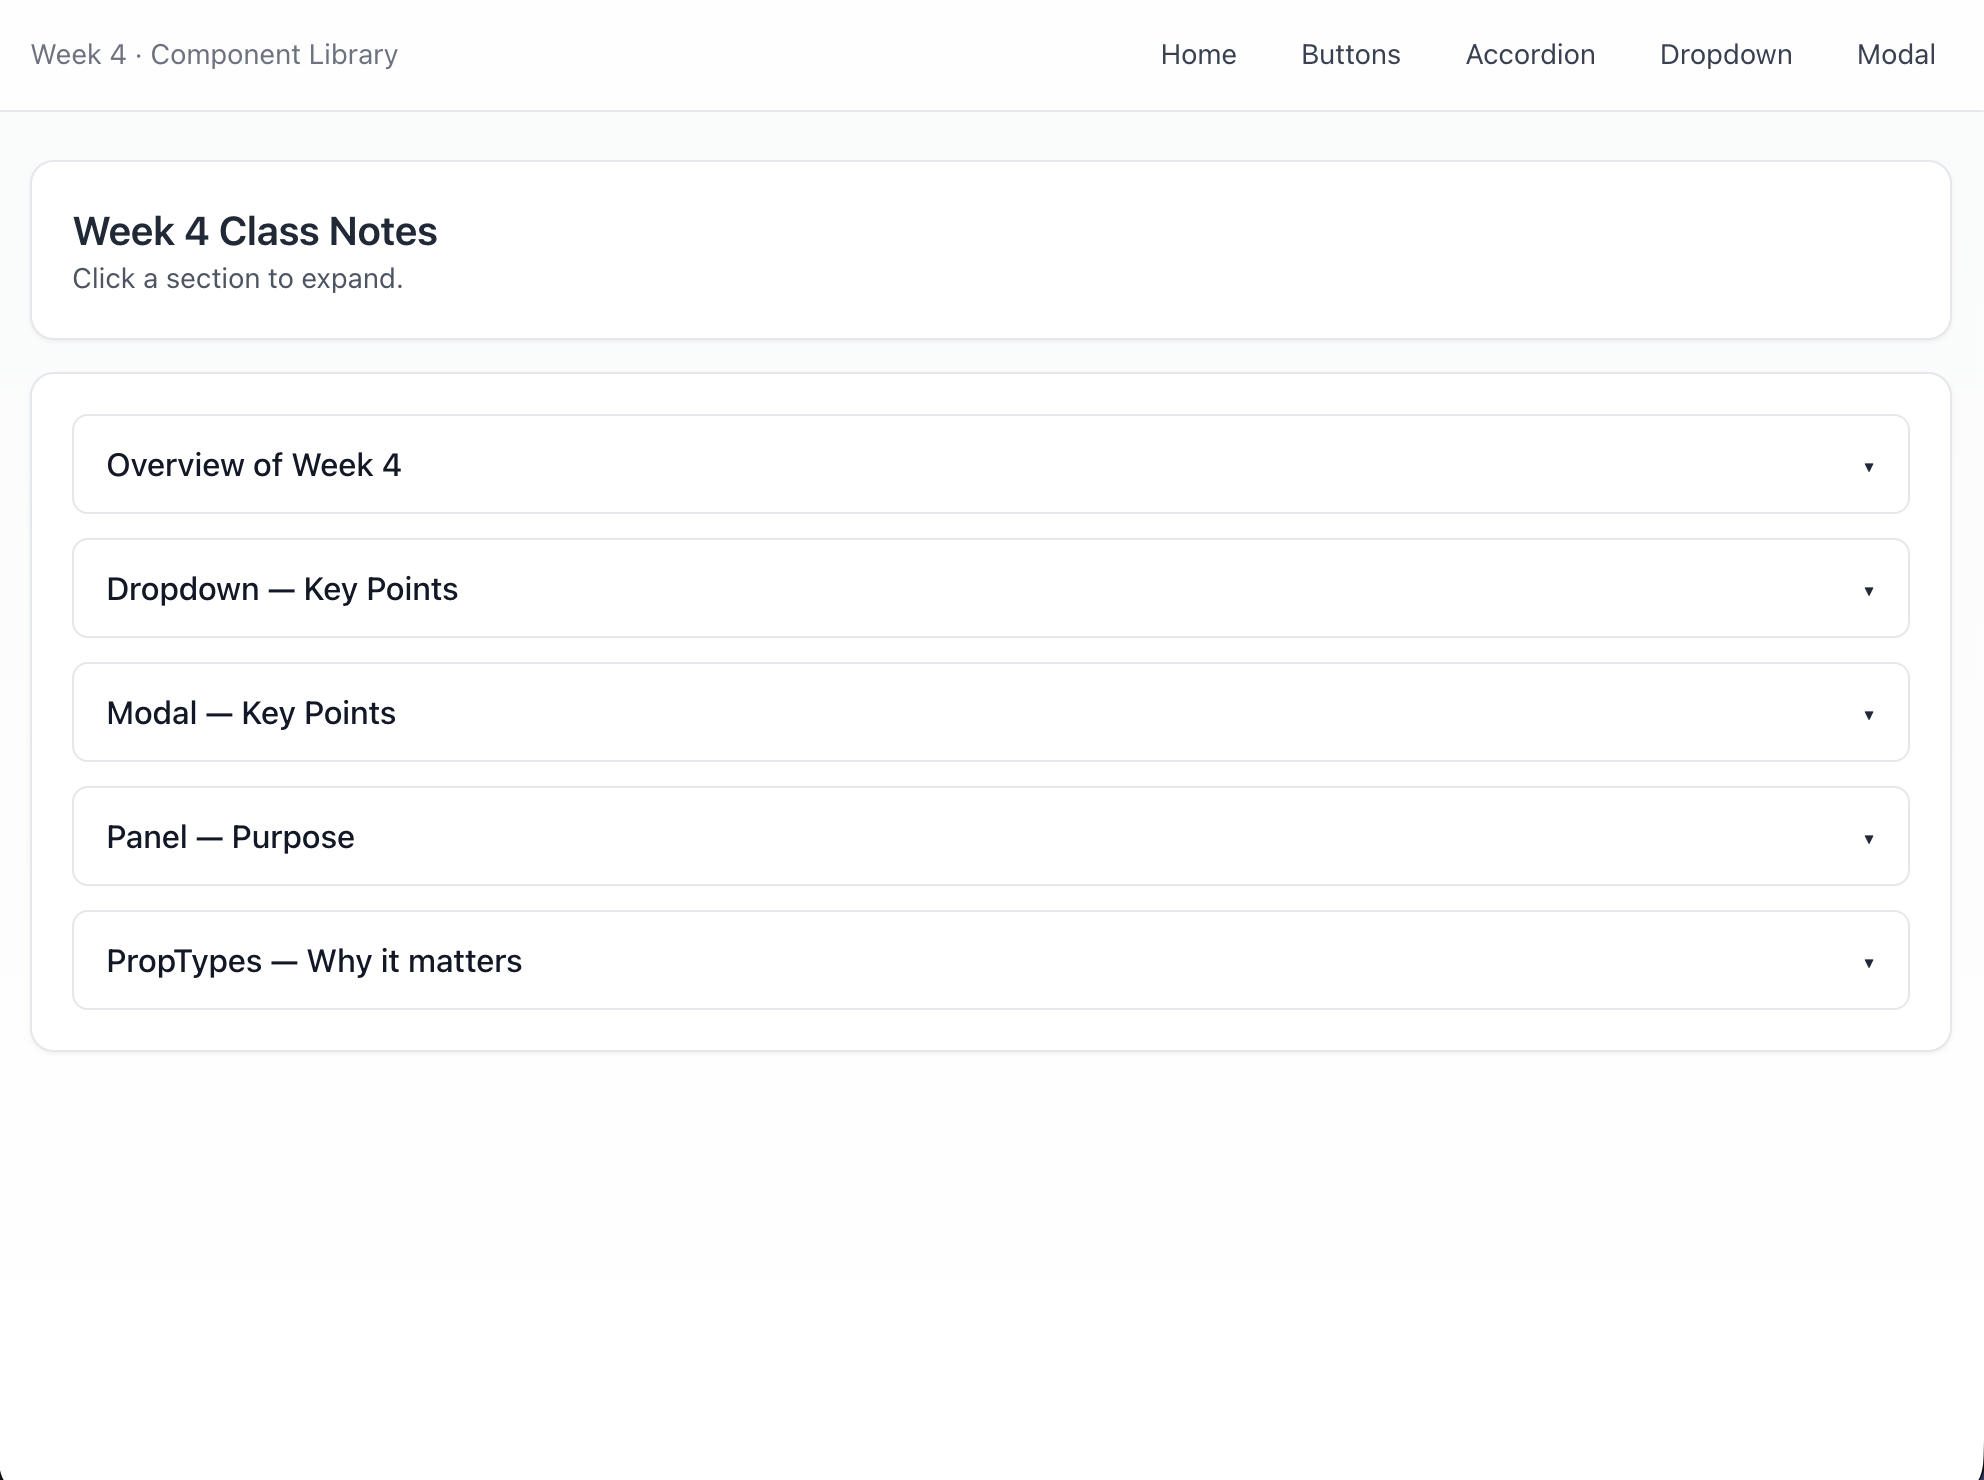 Week 4 · Component Library
Home Buttons Accordion Dropdown Modal
Week 4 Class Notes
Click a section to expand.
Overview of Week 4 ▾
Dropdown — Key Points ▾
Modal — Key Points ▾
Panel — Purpose ▾
PropTypes — Why it matters ▾